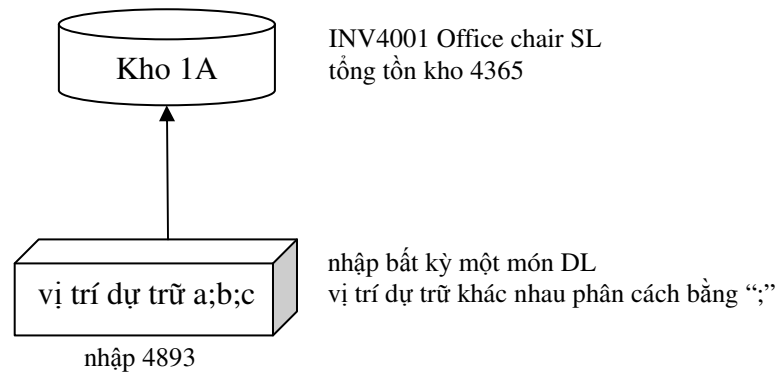 INV4001 Office chair SL
Kho 1A
tổng tồn kho 4365
nhập bất kỳ một món DL
vị trí dự trữ a;b;c
vị trí dự trữ khác nhau phân cách bằng “;”
nhập 4893